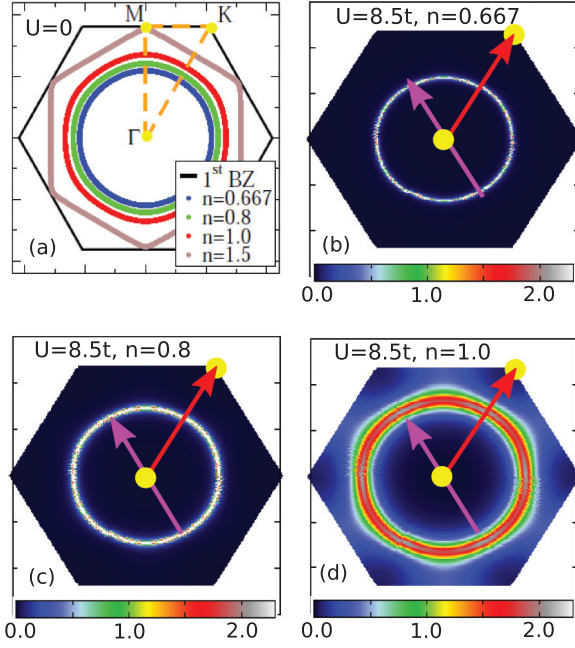 U=0
M
K
Γ
1st BZ
n=0.667
n=0.8
n=1.0
n=1.5
(a)
U=8.5t, n=0.667
(b)
0.0 1.0 2.0
U=8.5t, n=0.8
(c)
0.0 1.0 2.0
U=8.5t, n=1.0
(d)
0.0 1.0 2.0